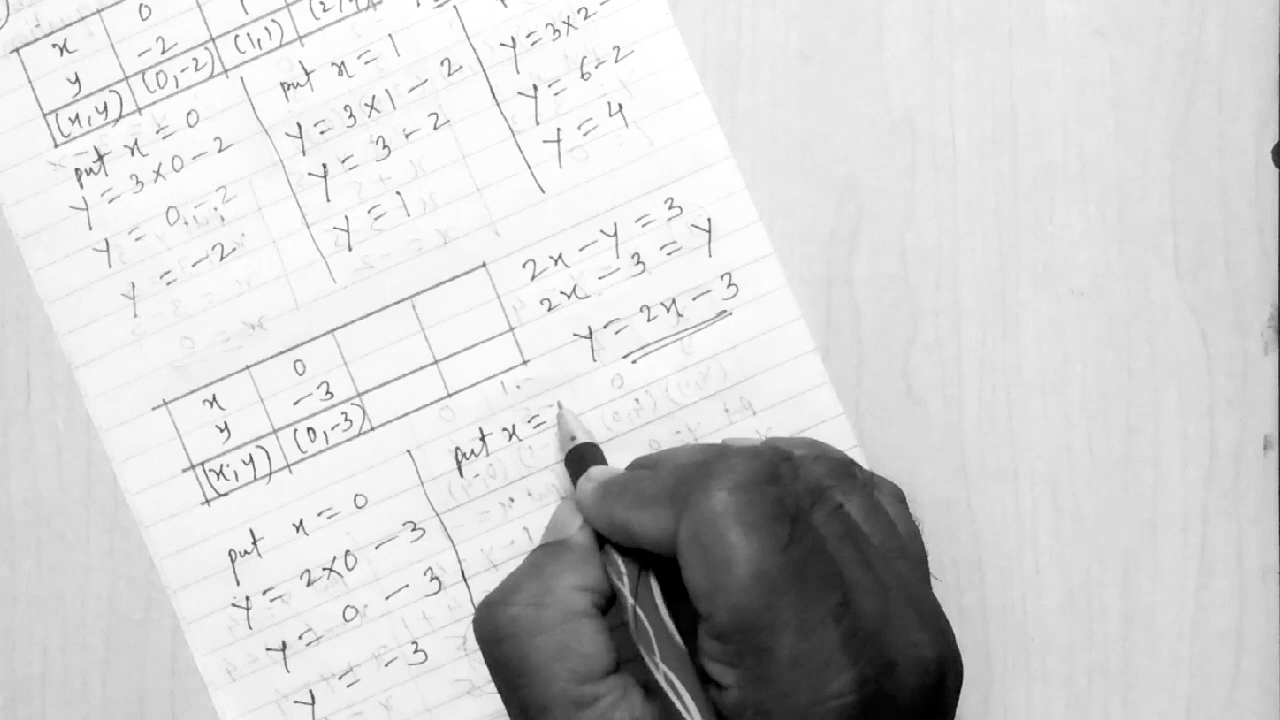 x 0
y -2
(x,y) (0,-2) (1,1)
put x = 0
y = 3×0-2
y = 0-2
y = -2
put x = 1
y = 3×1-2
y = 3-2
y = 1
y = 3×2-
y = 6-2
y = 4
2x-y = 3
2x-3 = y
y = 2x-3
x 0
y -3
(x,y) (0,-3)
put x = 0
y = 2×0-3
y = 0-3
y = -3
put x =